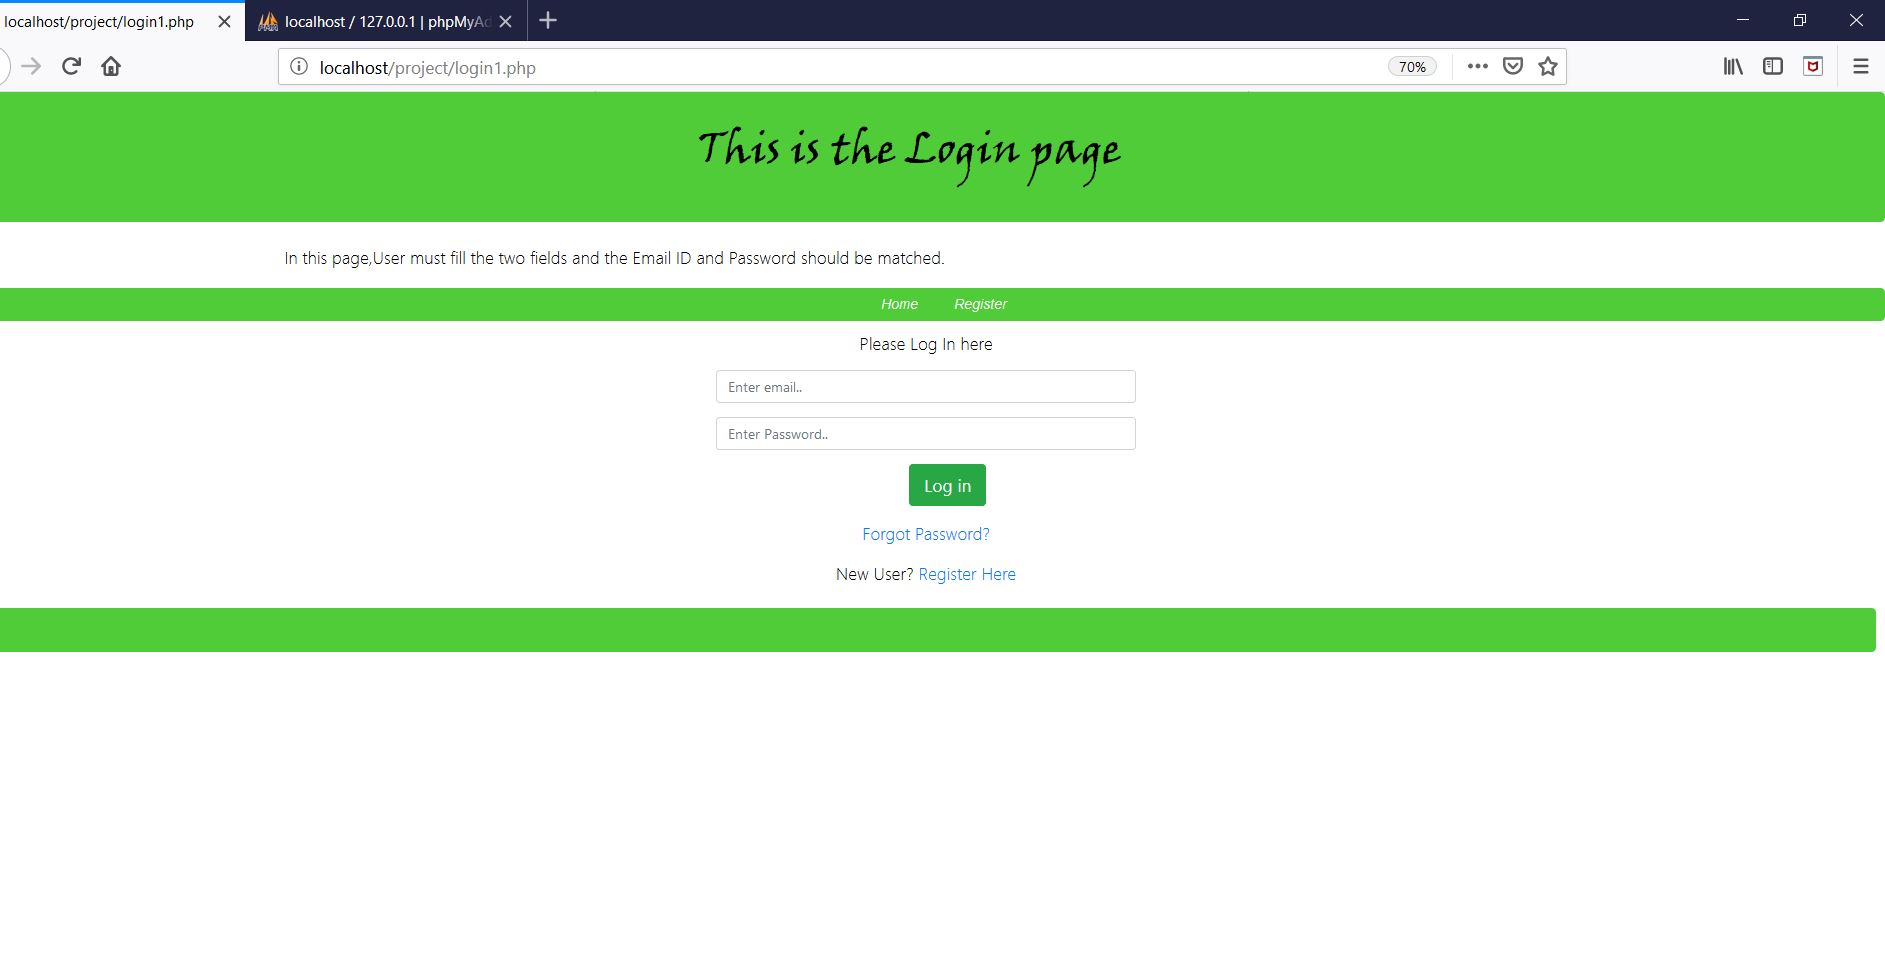 localhost/project/login1.php
localhost / 127.0.0.1 | phpMyAd
localhost/project/login1.php
70%
This is the Login page
In this page,User must fill the two fields and the Email ID and Password should be matched.
Home Register
Please Log In here
Enter email..
Enter Password..
Log in
Forgot Password?
New User? Register Here